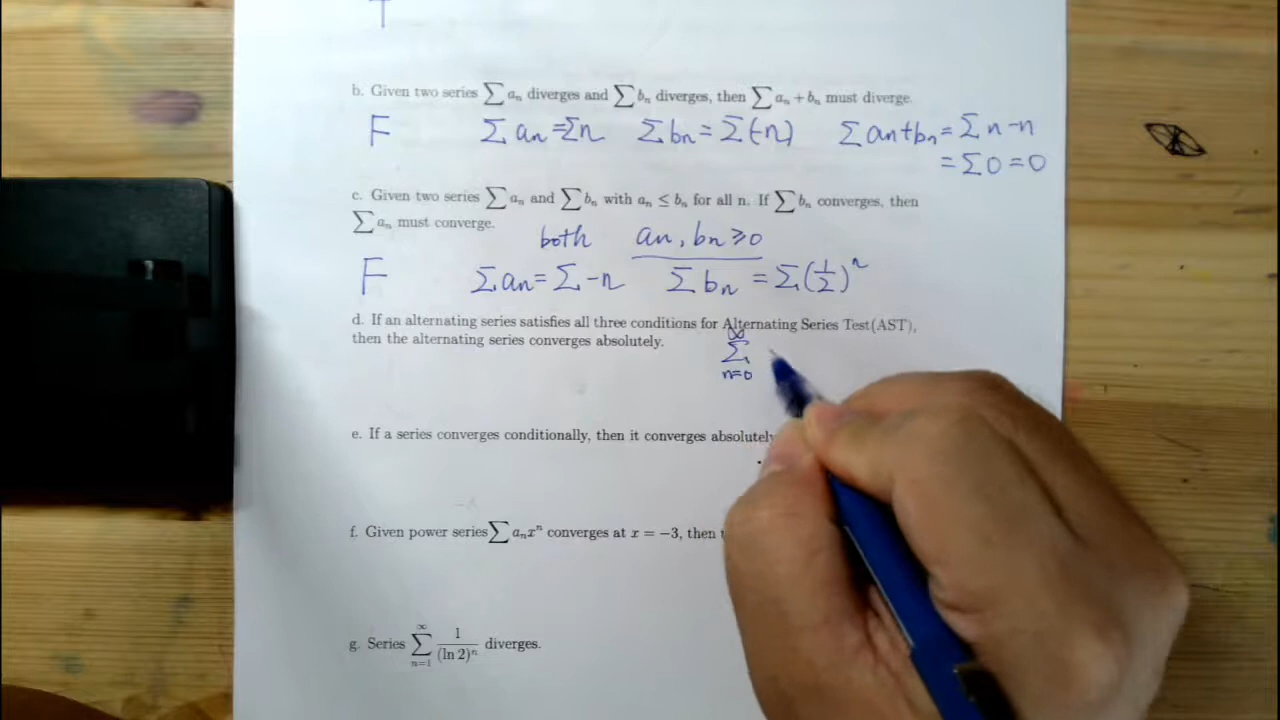 T
b. Given two series ∑ aₙ diverges and ∑ bₙ diverges, then ∑ aₙ + bₙ must diverge.
F ∑ an = ∑n ∑ bn = ∑(-n) ∑ an+bn = ∑ n-n
= ∑ 0 = 0
c. Given two series ∑ aₙ and ∑ bₙ with aₙ ≤ bₙ for all n. If ∑ bₙ converges, then
∑ aₙ must converge.
both an, bn ≥ 0
F ∑ an = ∑ -n ∑ bn = ∑ (1/2)ⁿ
d. If an alternating series satisfies all three conditions for Alternating Series Test(AST),
then the alternating series converges absolutely.
∞
∑
n=0
e. If a series converges conditionally, then it converges absolutely
f. Given power series ∑ aₙxⁿ converges at x = −3, then
g. Series ∞∑n=1 1/(ln 2)ⁿ diverges.